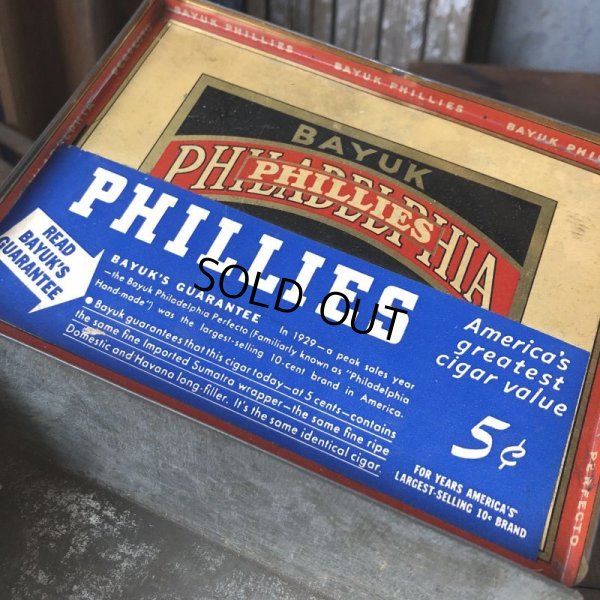 BAYUK PHILLIES
BAYUK PHILLIES
BAYUK PHILLIES
BAYUK
PHILADELPHIA
PHILLIES
PHILLIES
READ
BAYUK'S
GUARANTEE
BAYUK'S GUARANTEE In 1929—a peak sales year
—the Bayuk Philadelphia Perfecto (Familiarly known as "Philadelphia
Hand-made") was the largest-selling 10-cent brand in America.
• Bayuk guarantees that this cigar today—at 5 cents—contains
the same fine Imported Sumatra wrapper—the same fine ripe
Domestic and Havana long-filler. It's the same identical cigar.
America's
greatest
cigar value
5¢
FOR YEARS AMERICA'S
LARGEST-SELLING 10¢ BRAND
PERFECTO
SOLD OUT